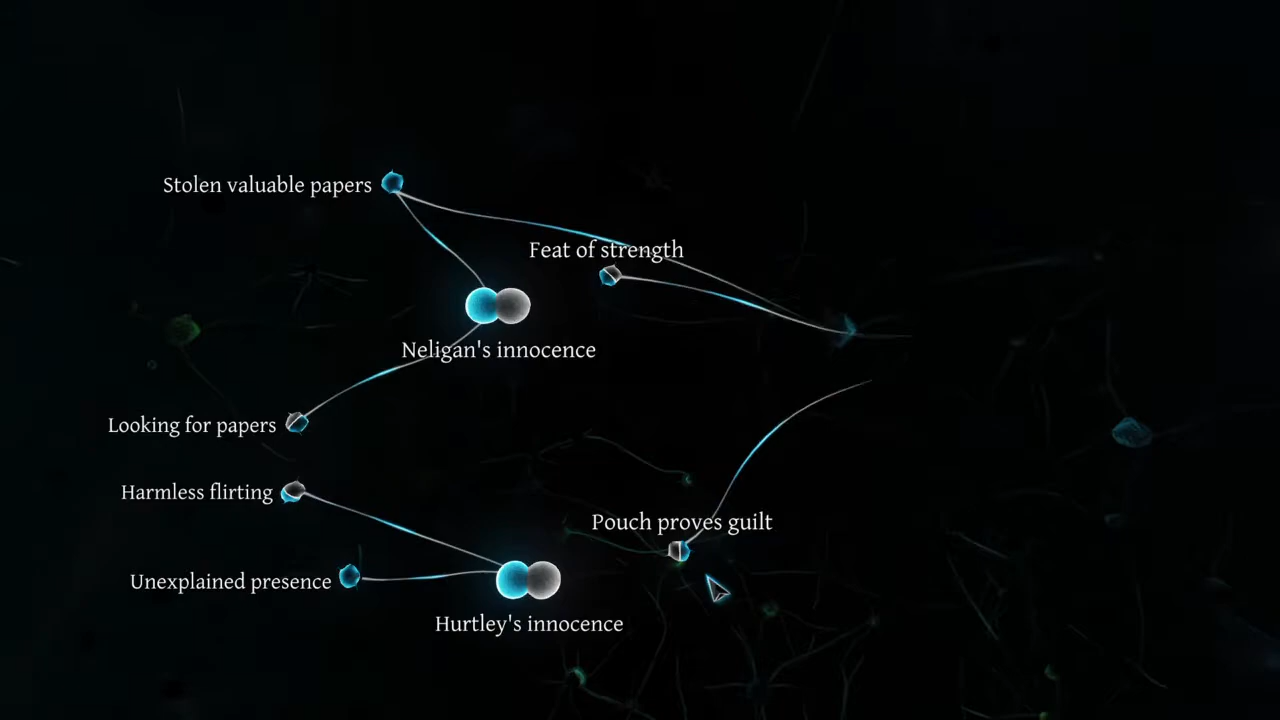 Stolen valuable papers
Feat of strength
Neligan's innocence
Looking for papers
Harmless flirting
Pouch proves guilt
Unexplained presence
Hurtley's innocence